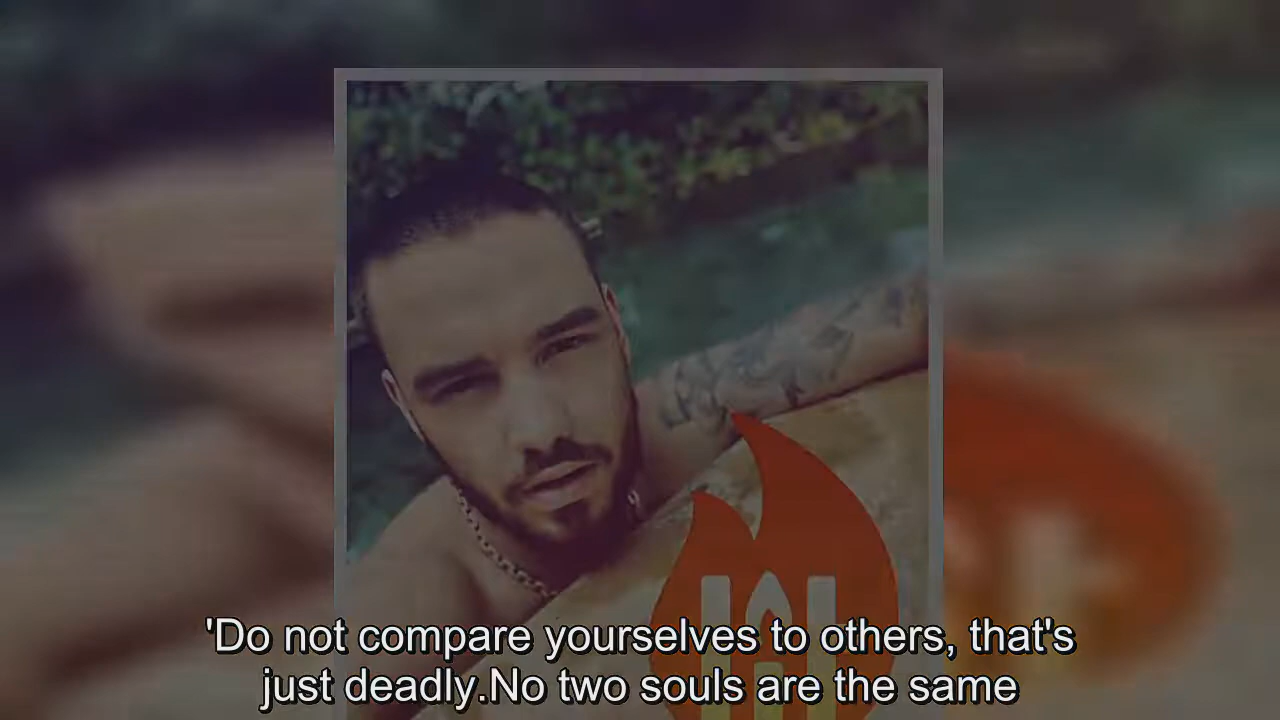 'Do not compare yourselves to others, that's
just deadly.No two souls are the same